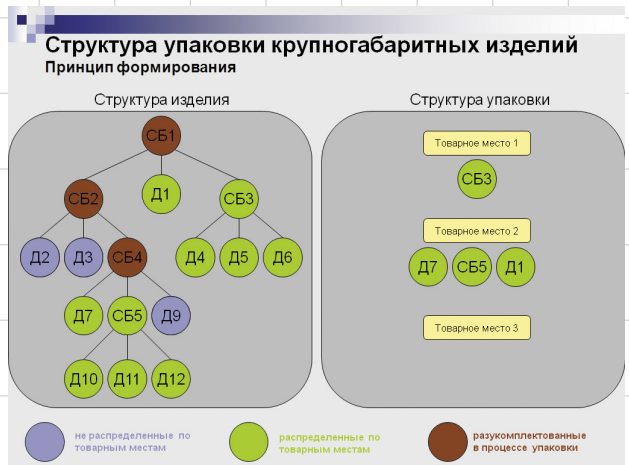 Структура упаковки крупногабаритных изделий
Принцип формирования
Структура изделия
СБ1
СБ2
Д1
СБ3
Д2
Д3
СБ4
Д4
Д5
Д6
Д7
СБ5
Д9
Д10
Д11
Д12
Структура упаковки
Товарное место 1
СБ3
Товарное место 2
Д7
СБ5
Д1
Товарное место 3
не распределенные по
товарным местам
распределенные по
товарным местам
разукомплектованные
в процессе упаковки